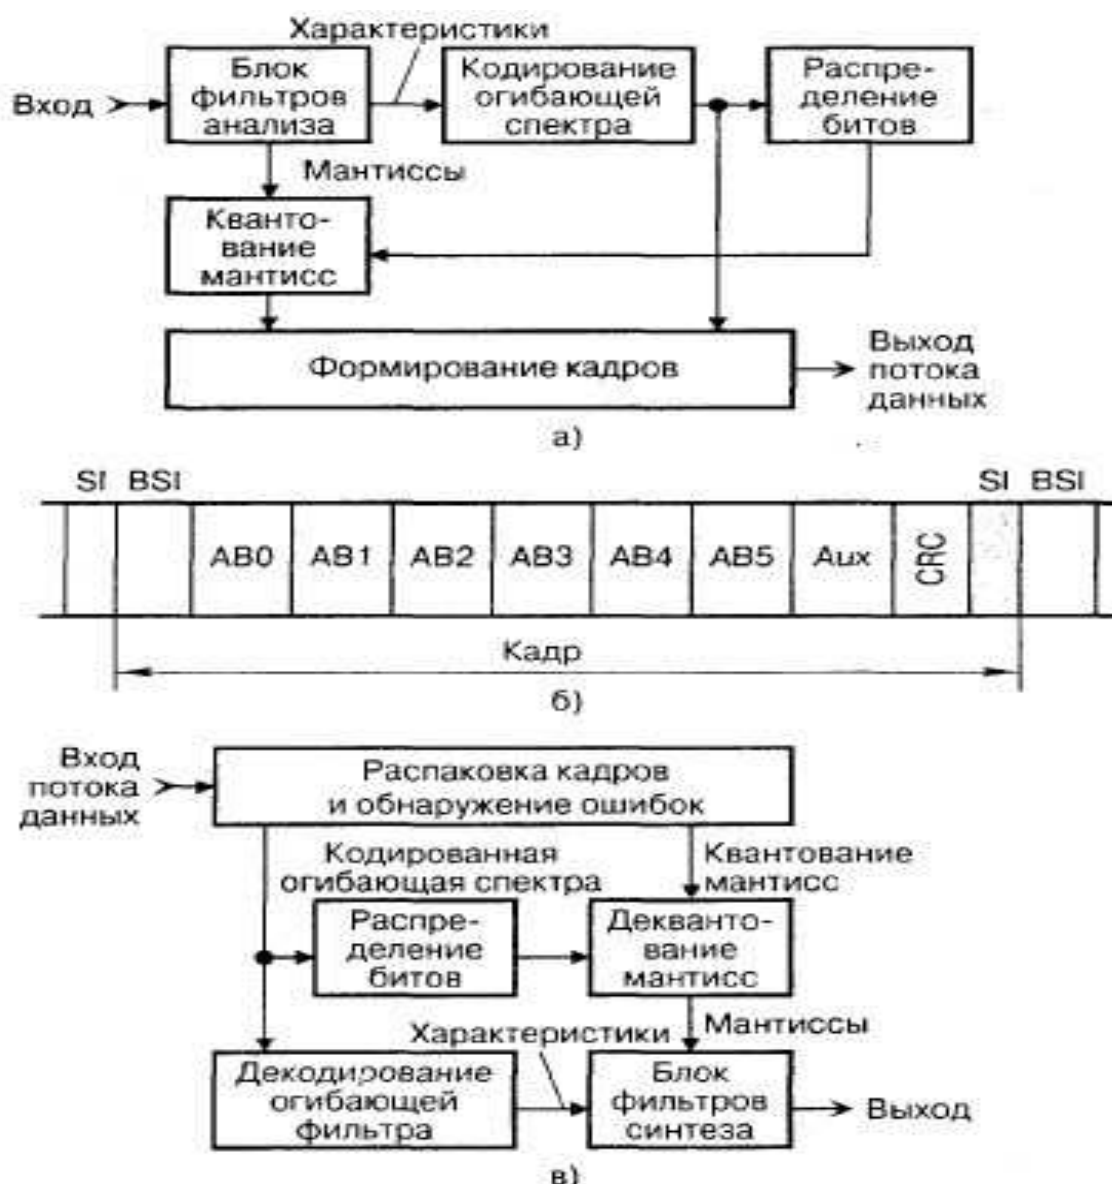 Характеристики
Вход
Блок
фильтров
анализа
Кодирование
огибающей
спектра
Распре-
деление
битов
Мантиссы
Кванто-
вание
мантисс
Формирование кадров
Выход
потока
данных
а)
SI BSI
SI BSI
AB0 AB1 AB2 AB3 AB4 AB5 Aux CRC
Кадр
б)
Вход
потока
данных
Распаковка кадров
и обнаружение ошибок
Кодированная
огибающая спектра
Квантование
мантисс
Распре-
деление
битов
Деквантo-
вание
мантисс
Характеристики
Мантиссы
Декодирование
огибающей
фильтра
Блок
фильтров
синтеза
Выход
в)